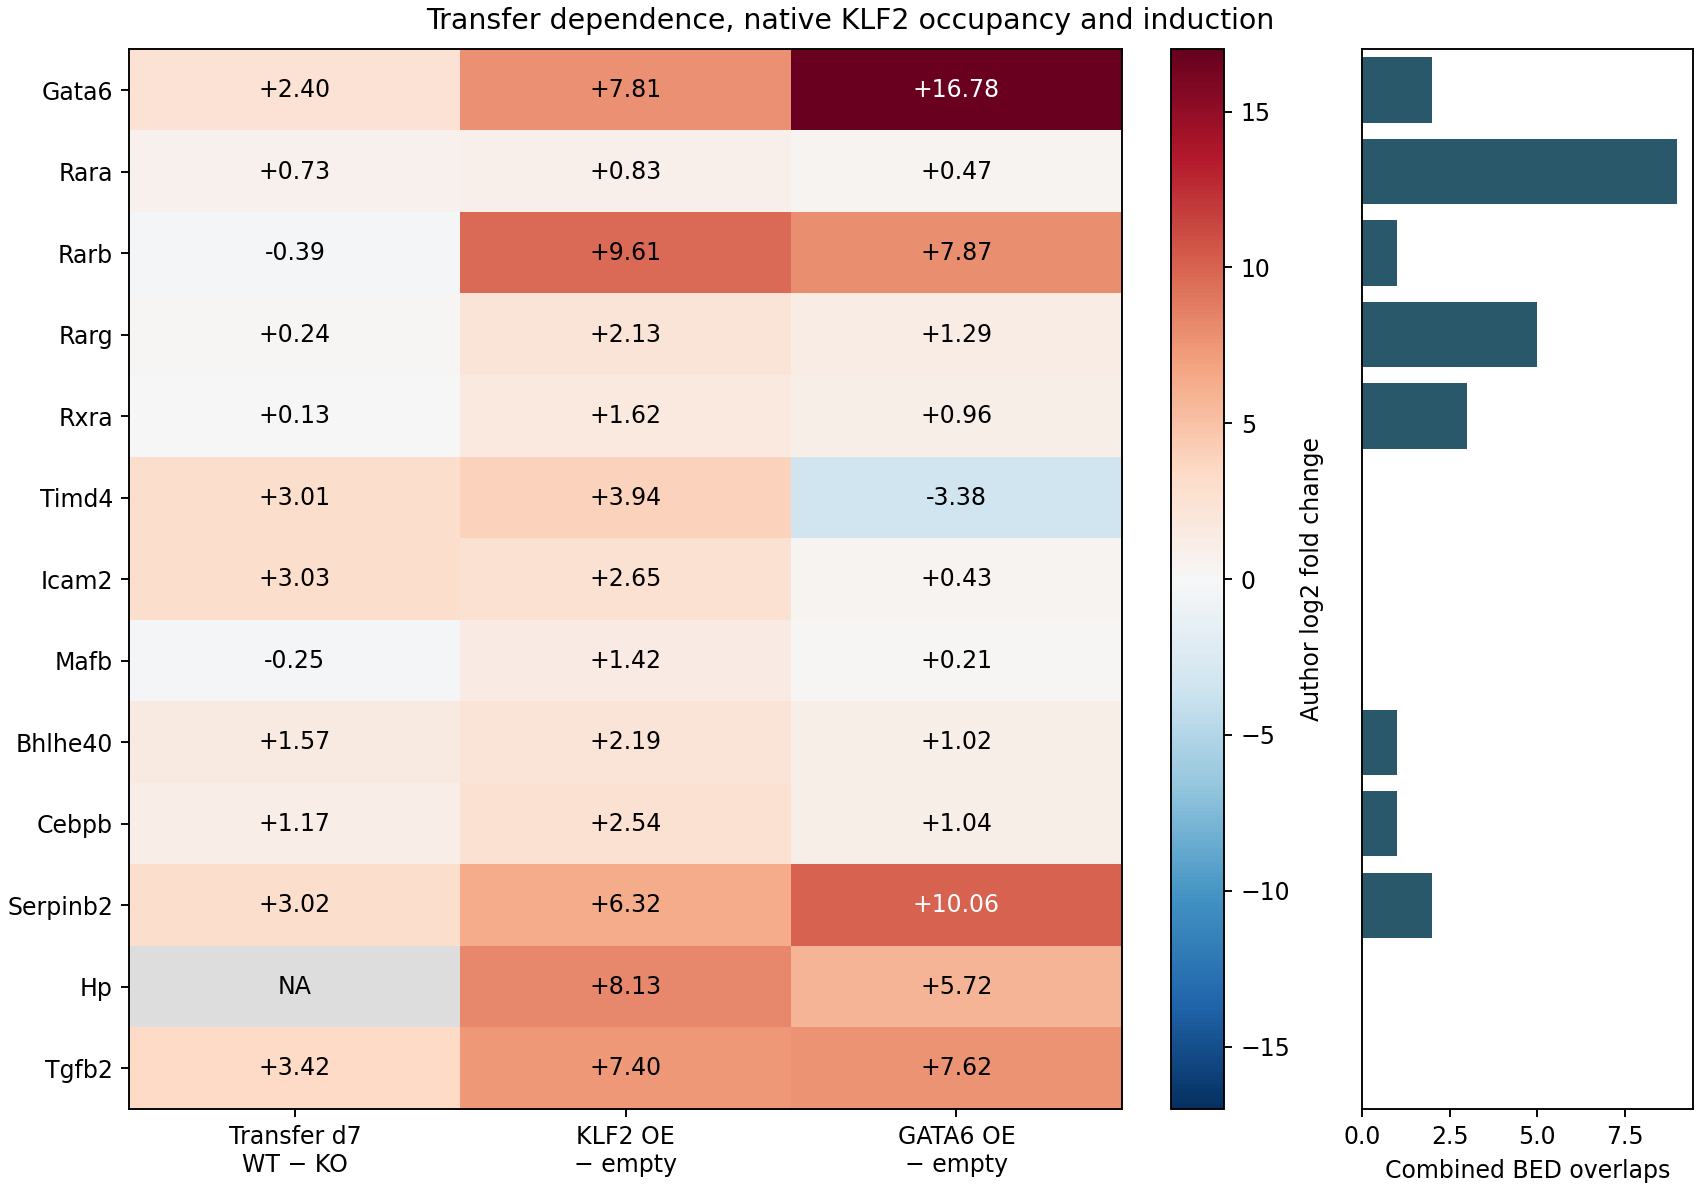 Transfer dependence, native KLF2 occupancy and induction
Gata6 +2.40 +7.81 +16.78
Rara +0.73 +0.83 +0.47
Rarb -0.39 +9.61 +7.87
Rarg +0.24 +2.13 +1.29
Rxra +0.13 +1.62 +0.96
Timd4 +3.01 +3.94 -3.38
Icam2 +3.03 +2.65 +0.43
Mafb -0.25 +1.42 +0.21
Bhlhe40 +1.57 +2.19 +1.02
Cebpb +1.17 +2.54 +1.04
Serpinb2 +3.02 +6.32 +10.06
Hp NA +8.13 +5.72
Tgfb2 +3.42 +7.40 +7.62
Transfer d7
WT − KO
KLF2 OE
− empty
GATA6 OE
− empty
15
10
5
0
−5
−10
−15
Author log2 fold change
0.0 2.5 5.0 7.5
Combined BED overlaps